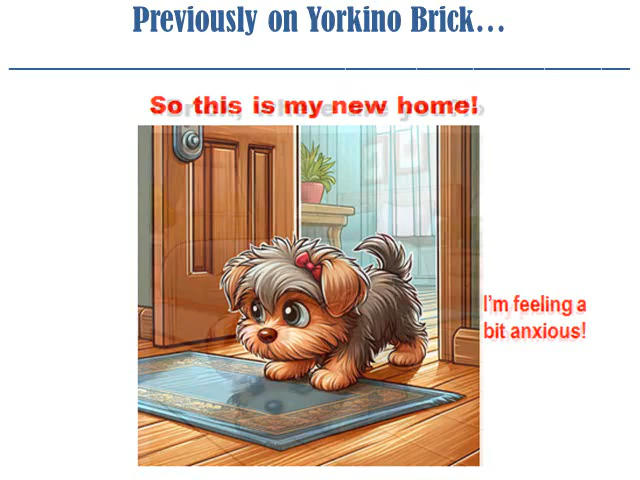 Previously on Yorkino Brick...
So this is my new home!
I'm feeling a
bit anxious!